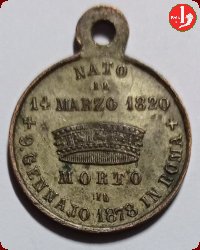 NATO
IL
14 MARZO 1820
MORTO
IL
9 GENNAJO 1878 IN ROMA